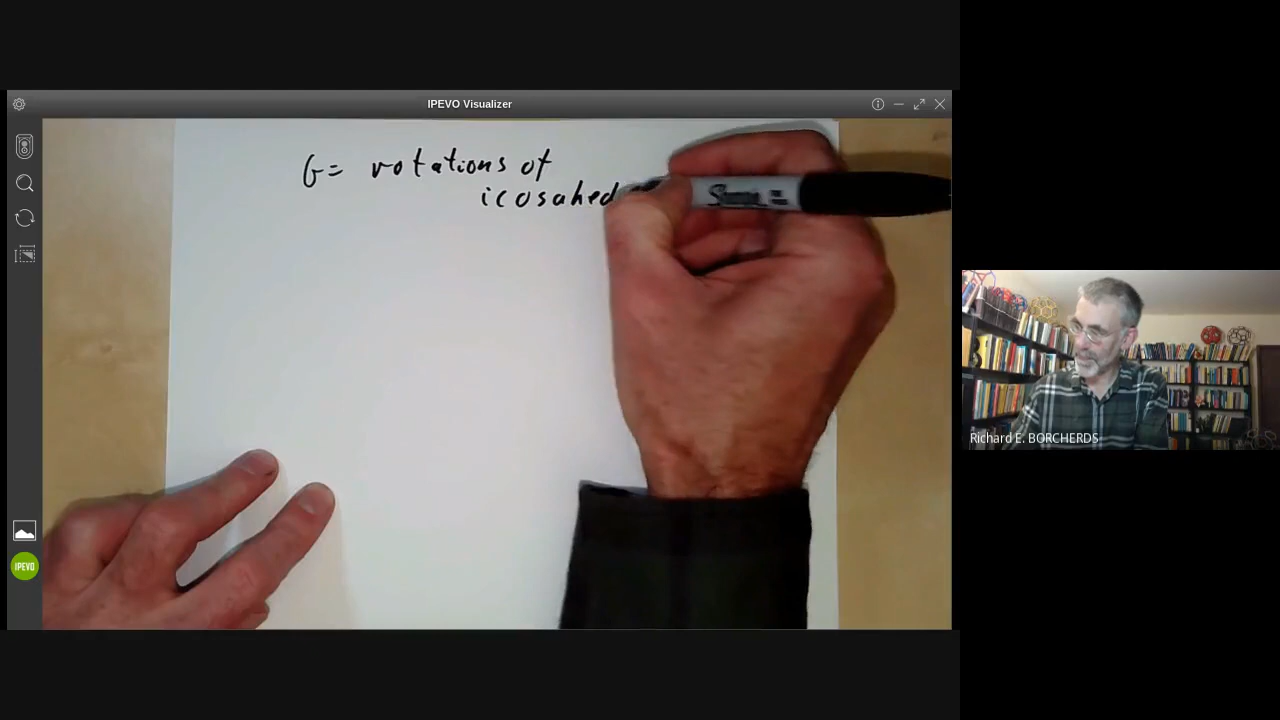 IPEVO Visualizer
G= rotations of
icosahed
Richard E. BORCHERDS
IPEVO